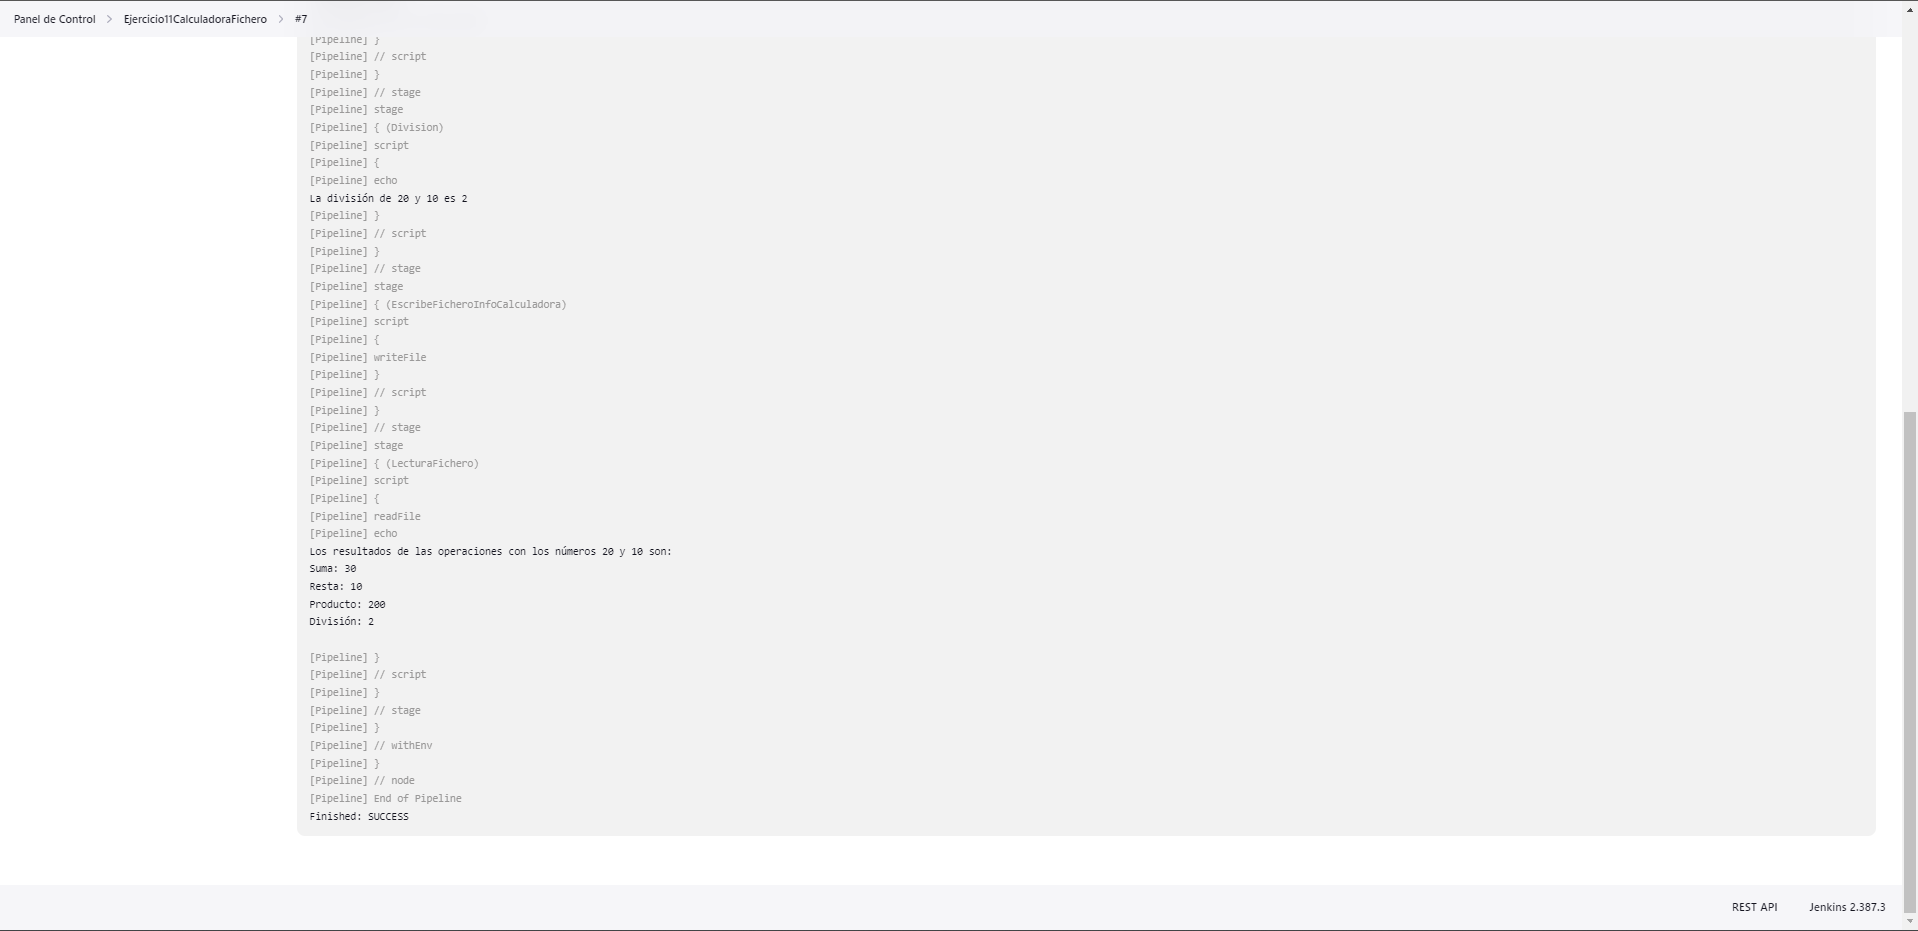 Panel de Control > Ejercicio11CalculadoraFichero > #7
[Pipeline] }
[Pipeline] // script
[Pipeline] }
[Pipeline] // stage
[Pipeline] stage
[Pipeline] { (Division)
[Pipeline] script
[Pipeline] {
[Pipeline] echo
La división de 20 y 10 es 2
[Pipeline] }
[Pipeline] // script
[Pipeline] }
[Pipeline] // stage
[Pipeline] stage
[Pipeline] { (EscribeFicheroInfoCalculadora)
[Pipeline] script
[Pipeline] {
[Pipeline] writeFile
[Pipeline] }
[Pipeline] // script
[Pipeline] }
[Pipeline] // stage
[Pipeline] stage
[Pipeline] { (LecturaFichero)
[Pipeline] script
[Pipeline] {
[Pipeline] readFile
[Pipeline] echo
Los resultados de las operaciones con los números 20 y 10 son:
Suma: 30
Resta: 10
Producto: 200
División: 2
[Pipeline] }
[Pipeline] // script
[Pipeline] }
[Pipeline] // stage
[Pipeline] }
[Pipeline] // withEnv
[Pipeline] }
[Pipeline] // node
[Pipeline] End of Pipeline
Finished: SUCCESS
REST API Jenkins 2.387.3